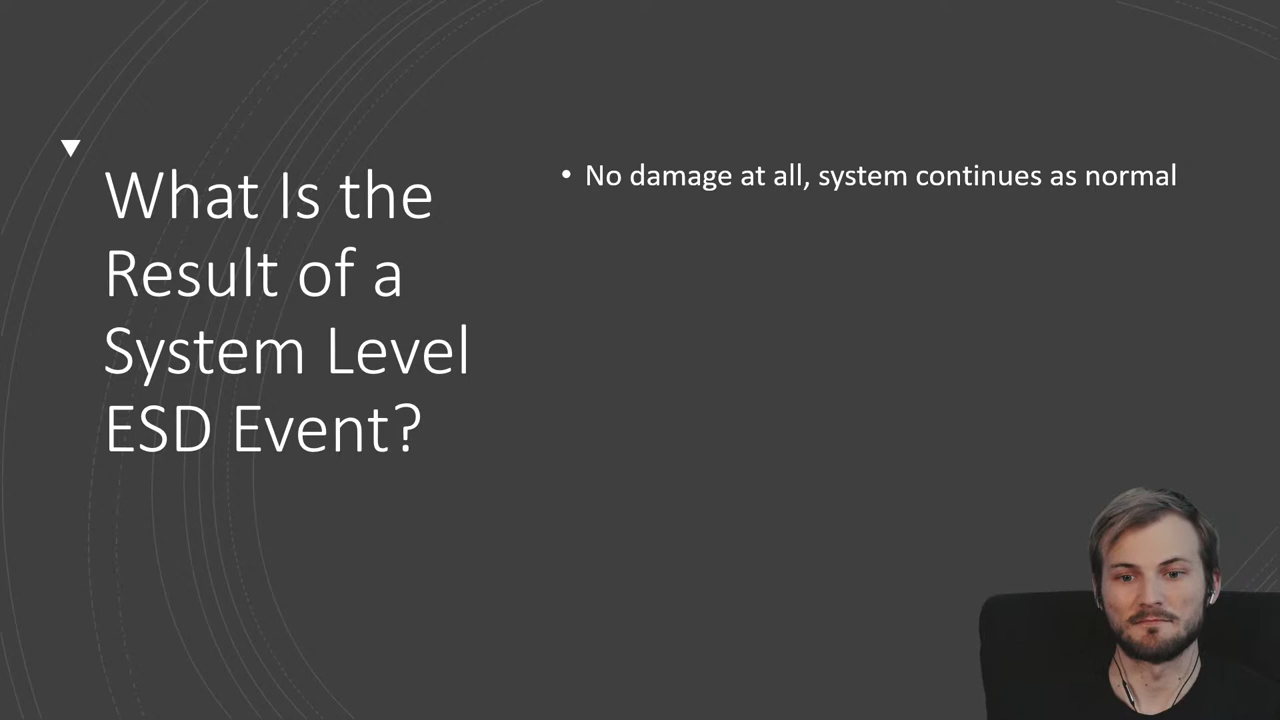 What Is the
Result of a
System Level
ESD Event?
• No damage at all, system continues as normal